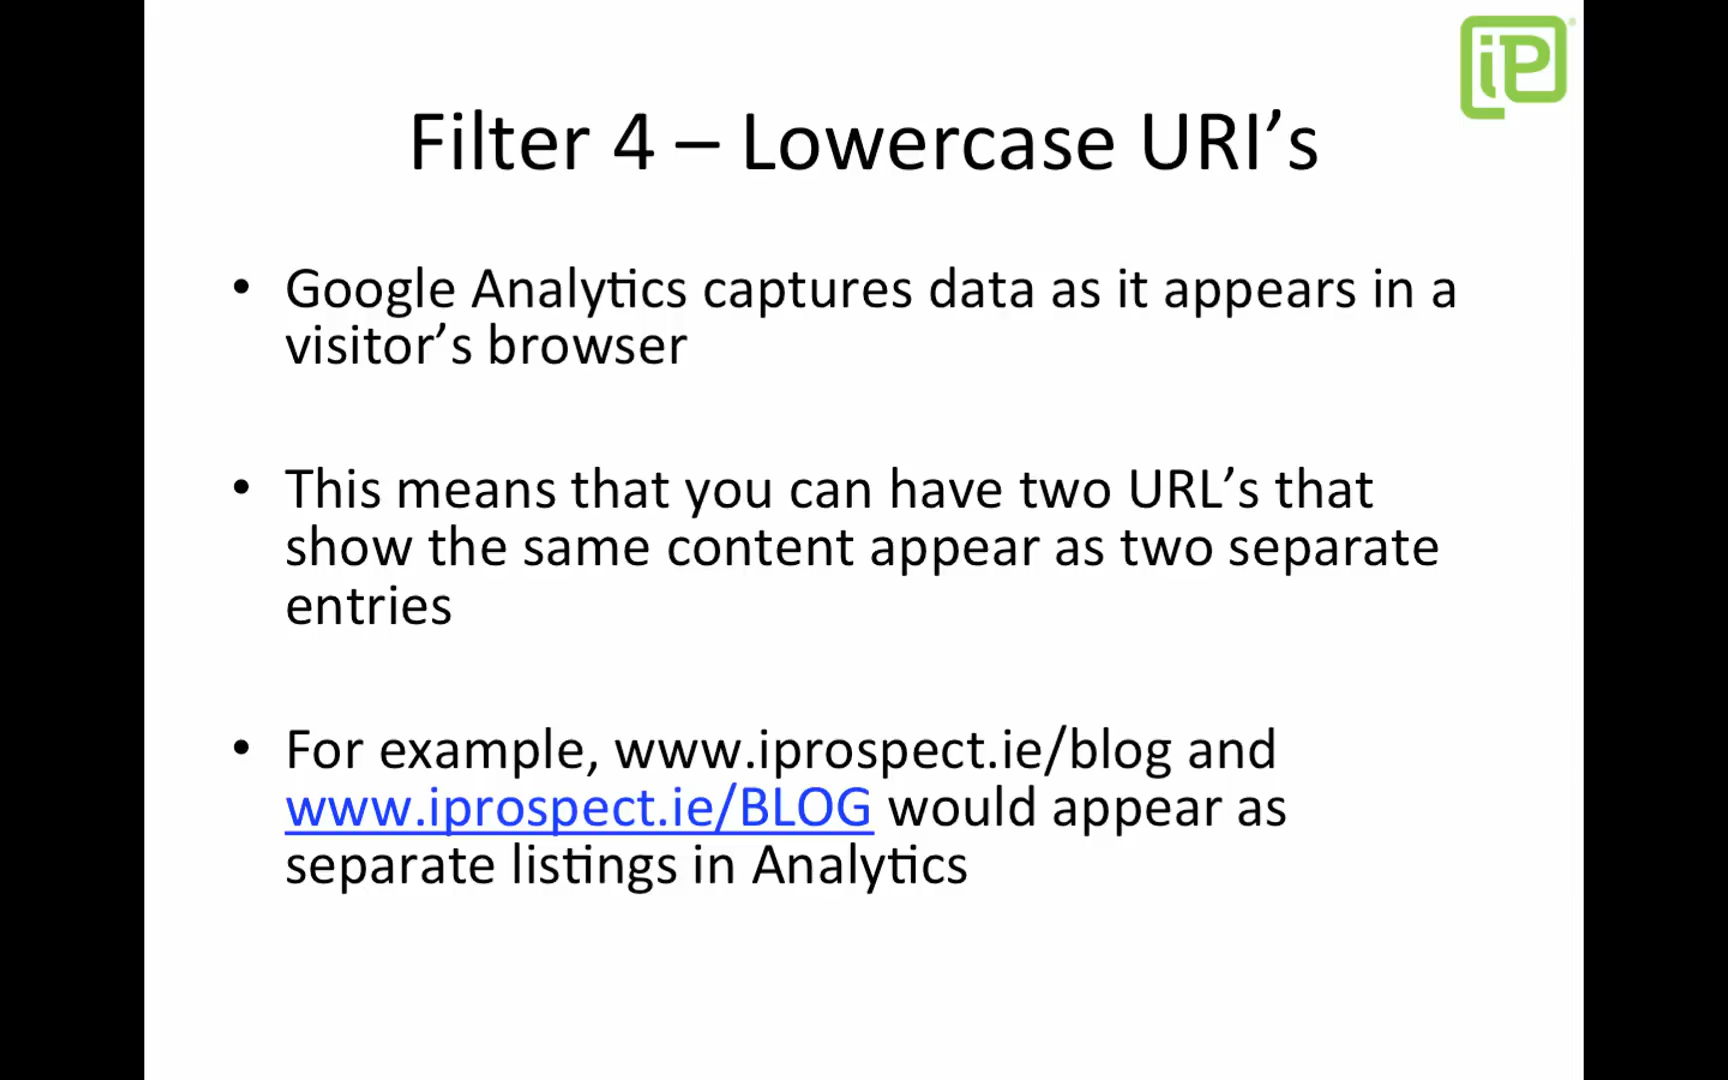 iP
Filter 4 – Lowercase URI’s
• Google Analytics captures data as it appears in a
visitor’s browser
• This means that you can have two URL’s that
show the same content appear as two separate
entries
• For example, www.iprospect.ie/blog and
www.iprospect.ie/BLOG would appear as
separate listings in Analytics